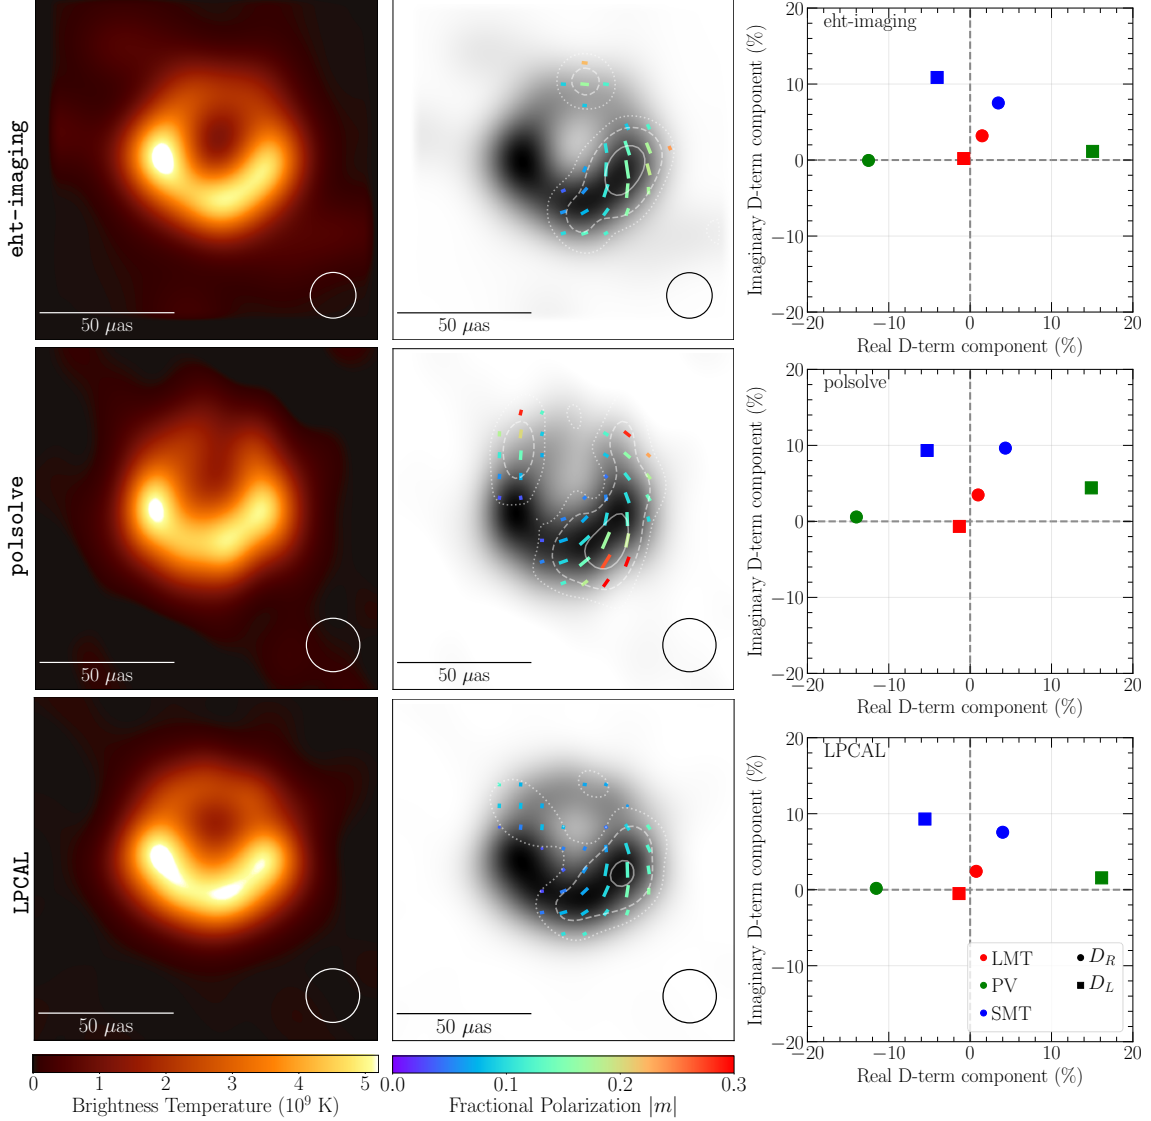 eht-imaging
50 μas
50 μas
eht-imaging
Imaginary D-term component (%)
20
10
0
−10
−20
−20 −10 0 10 20
Real D-term component (%)
polsolve
50 μas
50 μas
polsolve
Imaginary D-term component (%)
20
10
0
−10
−20
−20 −10 0 10 20
Real D-term component (%)
LPCAL
50 μas
50 μas
LPCAL
Imaginary D-term component (%)
20
10
0
−10
−20
−20 −10 0 10 20
Real D-term component (%)
LMT
PV
SMT
D_R
D_L
0 1 2 3 4 5
Brightness Temperature (10⁹ K)
0.0 0.1 0.2 0.3
Fractional Polarization |m|